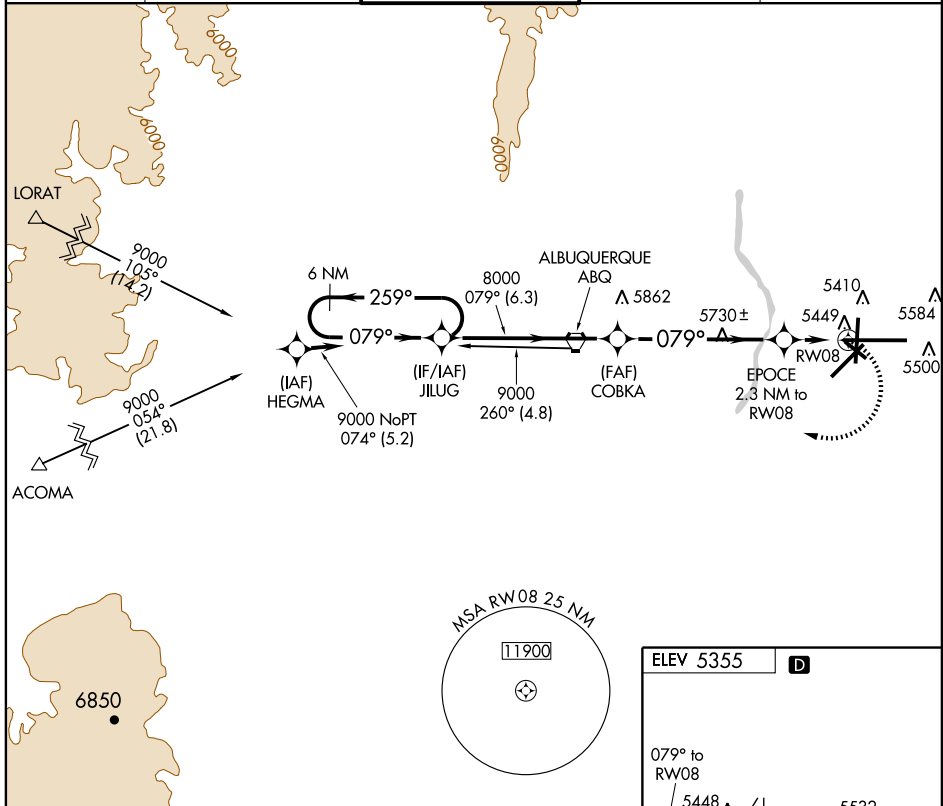 6000
6000
6000
LORAT
9000
105°
(14.2)
6 NM
259°
079°
8000
079° (6.3)
ALBUQUERQUE
ABQ
5862
5730 ±
079°
5410
5449
5584
5500
RW08
(IAF)
HEGMA
(IF/IAF)
JILUG
(FAF)
COBKA
EPOCE
2.3 NM to
RW08
9000 NoPT
074° (5.2)
9000
260° (4.8)
9000
054°
(21.8)
ACOMA
MSA RW08 25 NM
11900
6850
ELEV 5355
D
079° to
RW08
5448
5532